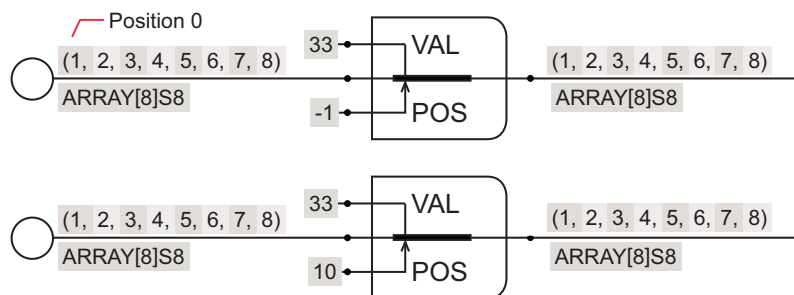 Position 0
33 VAL
(1, 2, 3, 4, 5, 6, 7, 8) (1, 2, 3, 4, 5, 6, 7, 8)
ARRAY[8]S8 ARRAY[8]S8
-1 POS
33 VAL
(1, 2, 3, 4, 5, 6, 7, 8) (1, 2, 3, 4, 5, 6, 7, 8)
ARRAY[8]S8 ARRAY[8]S8
10 POS